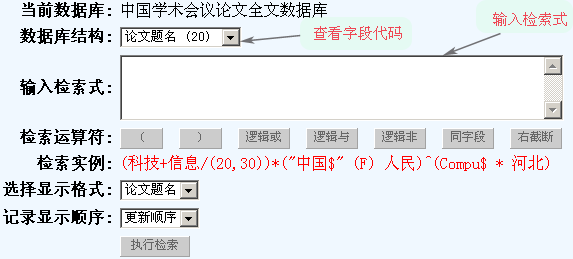 当前数据库: 中国学术会议论文全文数据库
数据库结构: 论文题名 (20) 查看字段代码 输入检索式
输入检索式:
检索运算符: ( ) 逻辑或 逻辑与 逻辑非 同字段 右截断
检索实例: (科技+信息/(20,30))*("中国$" (F) 人民)^(Compu$ * 河北)
选择显示格式: 论文题名
记录显示顺序: 更新顺序
执行检索